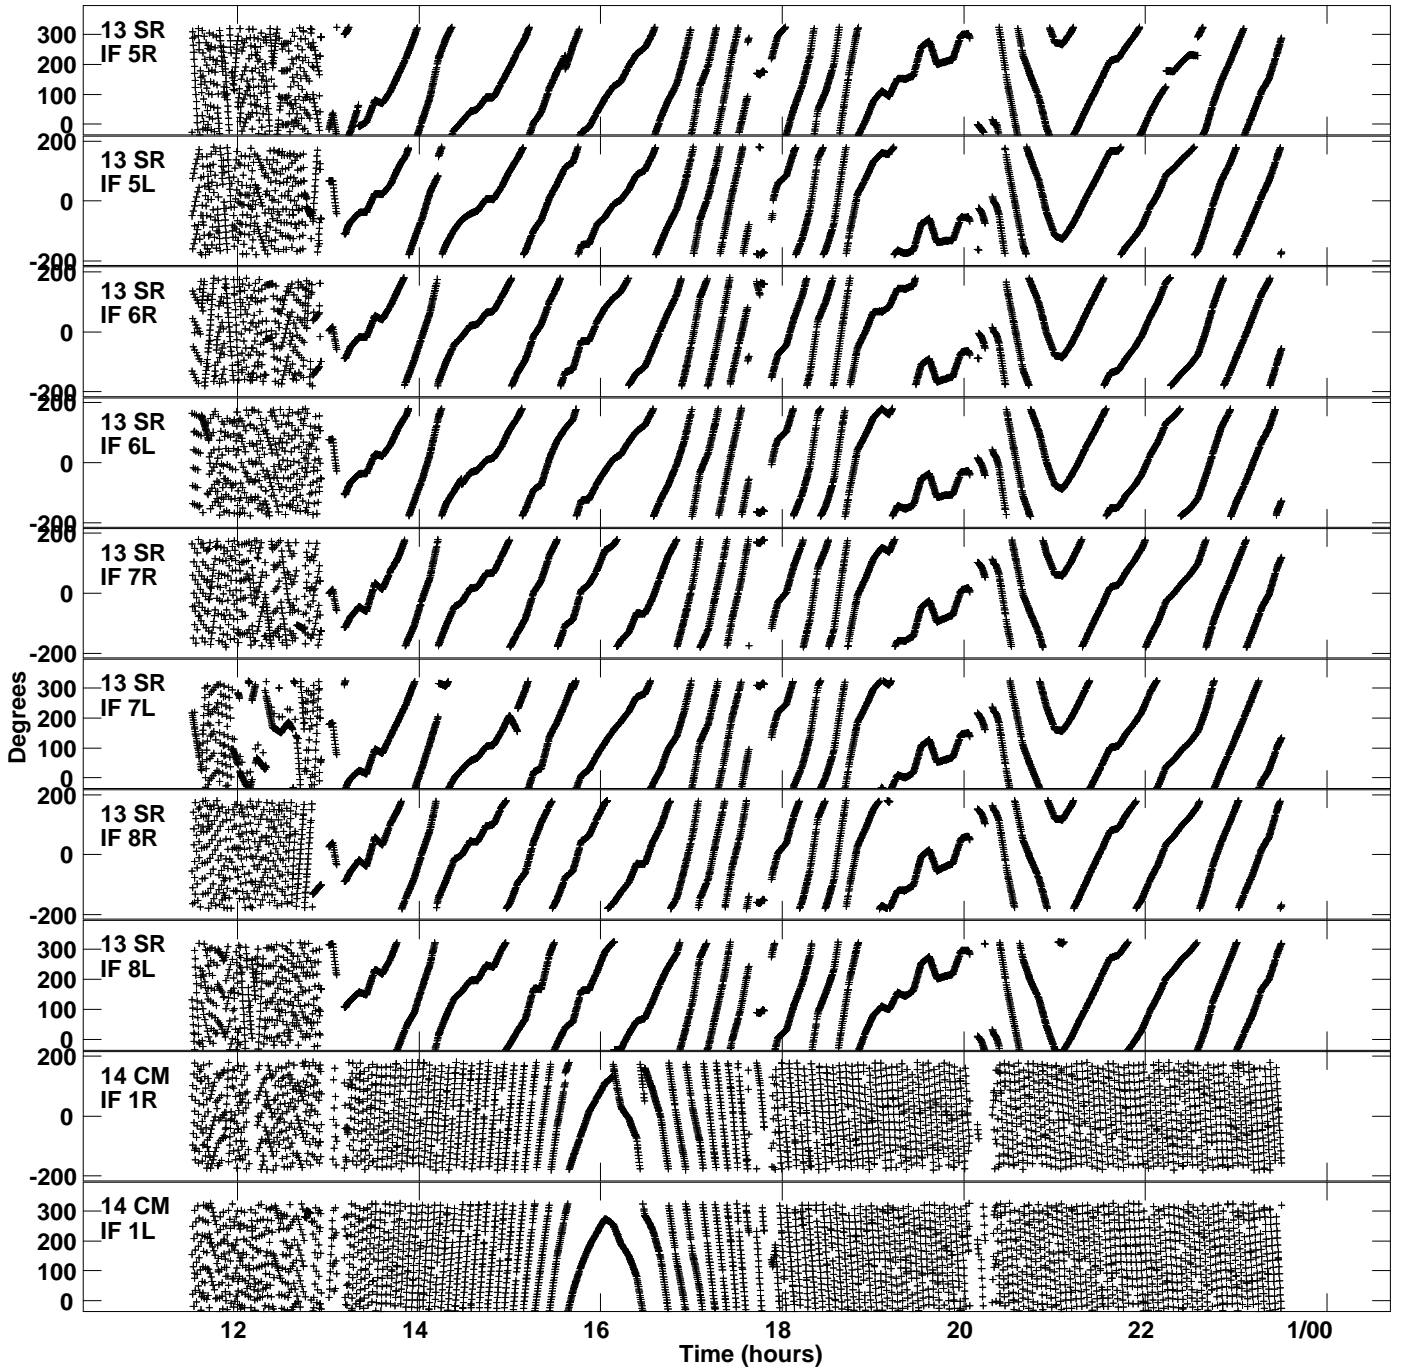 13 SR
IF 5R
300
200
100
0
13 SR
IF 5L
200
0
-200
13 SR
IF 6R
200
0
-200
13 SR
IF 6L
200
0
-200
13 SR
IF 7R
200
0
-200
13 SR
IF 7L
300
200
100
0
13 SR
IF 8R
200
0
-200
13 SR
IF 8L
300
200
100
0
14 CM
IF 1R
200
0
-200
14 CM
IF 1L
300
200
100
0
Degrees
12 14 16 18 20 22 1/00
Time (hours)